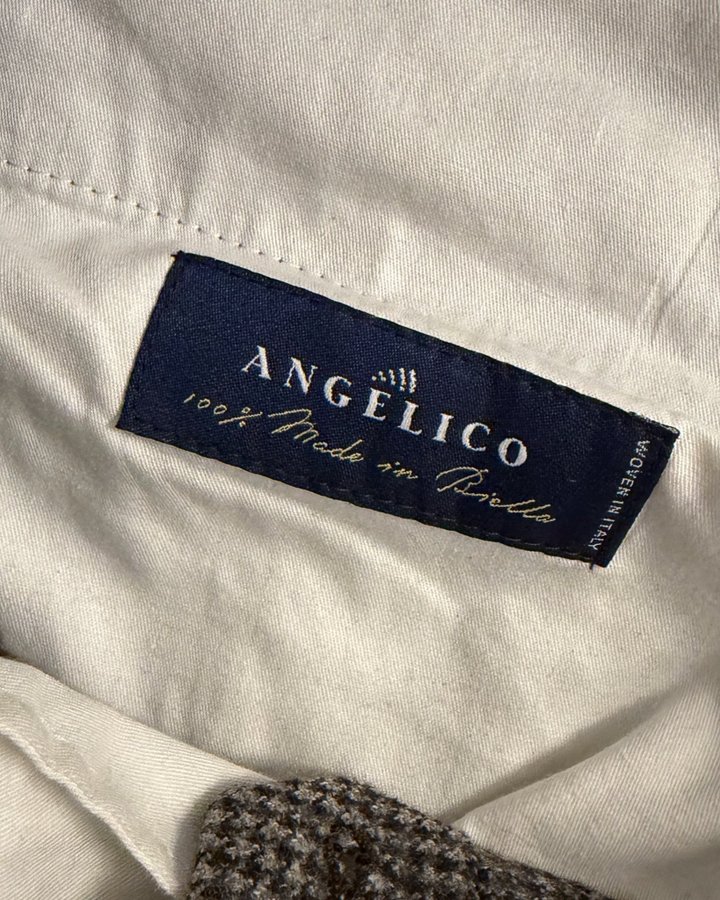 ANGELICO
100% Made in Biella
WOVEN IN ITALY